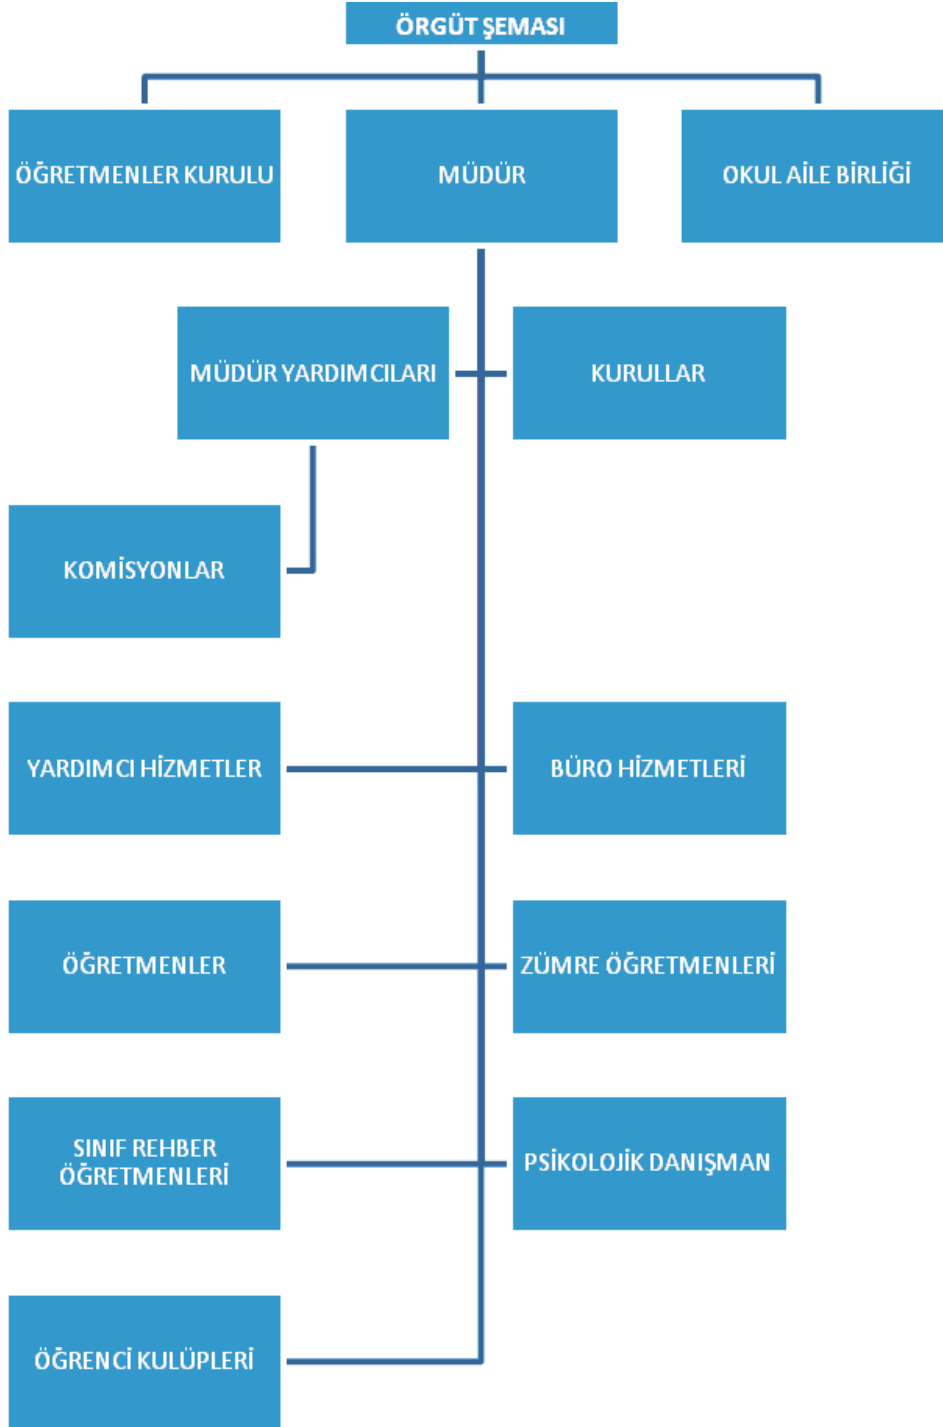 ÖRGÜT ŞEMASI
ÖĞRETMENLER KURULU
MÜDÜR
OKUL AİLE BİRLİĞİ
MÜDÜR YARDIMCILARI
KURULLAR
KOMİSYONLAR
YARDIMCI HİZMETLER
BÜRO HİZMETLERİ
ÖĞRETMENLER
ZÜMRE ÖĞRETMENLERİ
SINIF REHBER
ÖĞRETMENLERİ
PSİKOLOJİK DANIŞMAN
ÖĞRENCİ KULÜPLERİ